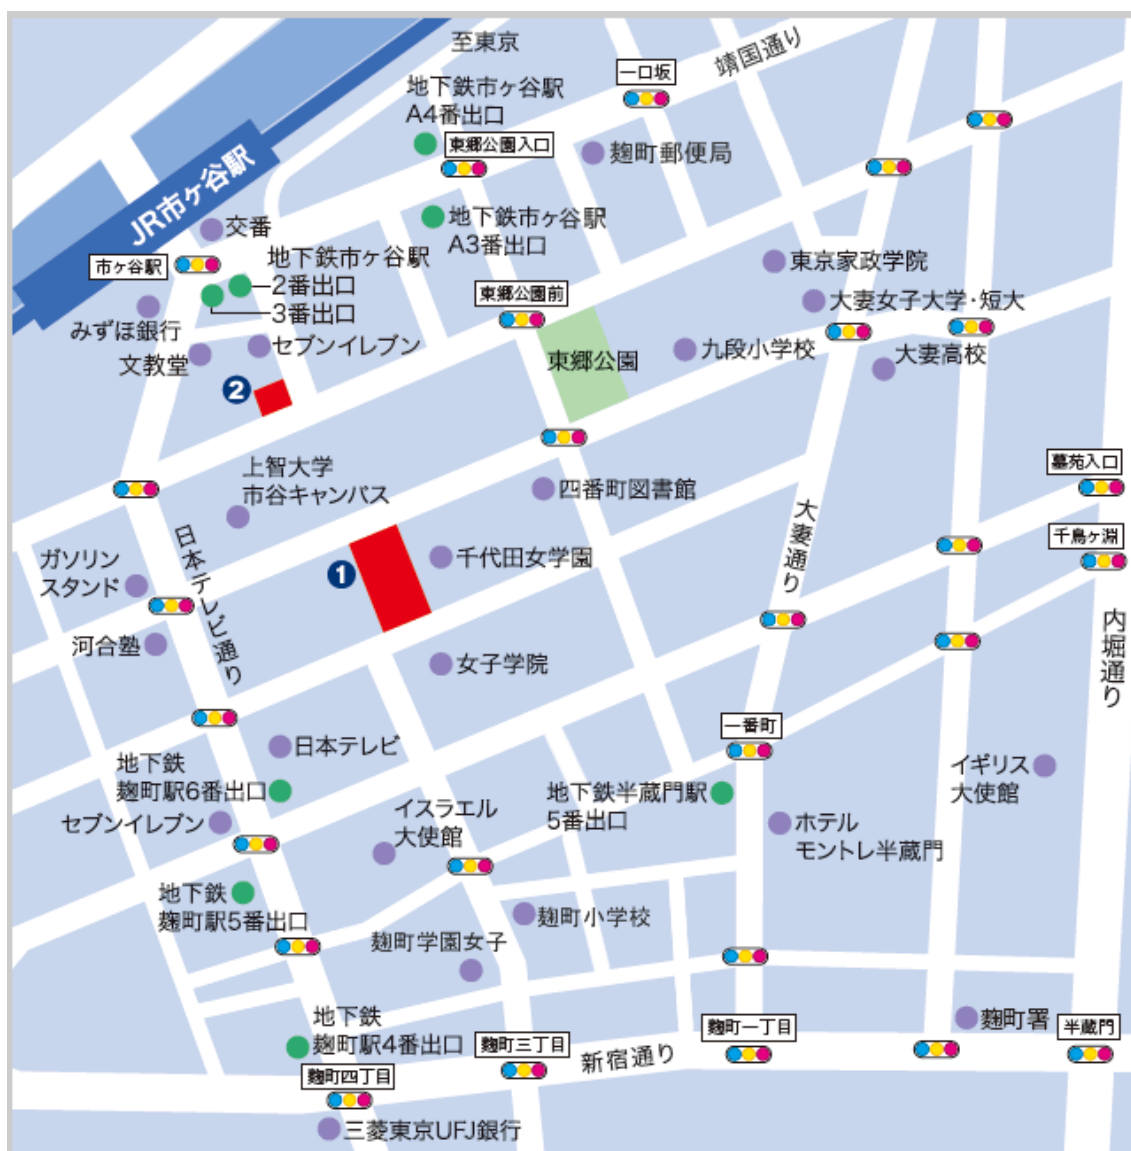 至東京
靖国通り
一口坂
地下鉄市ヶ谷駅
A4番出口
東郷公園入口
麹町郵便局
JR市ヶ谷駅
交番
地下鉄市ヶ谷駅
A3番出口
市ヶ谷駅
地下鉄市ヶ谷駅
2番出口
3番出口
東郷公園前
東京家政学院
大妻女子大学・短大
みずほ銀行
文教堂
セブンイレブン
東郷公園
九段小学校
大妻高校
2
上智大学
市谷キャンパス
四番町図書館
墓苑入口
日本テレビ通り
大妻通り
千鳥ヶ淵
ガソリン
スタンド
1
千代田女学園
河合塾
女子学院
内堀通り
一番町
日本テレビ
地下鉄
麹町駅6番出口
セブンイレブン
イスラエル
大使館
地下鉄半蔵門駅
5番出口
イギリス
大使館
ホテル
モントレ半蔵門
地下鉄
麹町駅5番出口
麹町小学校
麹町学園女子
地下鉄
麹町駅4番出口
麹町三丁目
新宿通り
麹町一丁目
麹町署
半蔵門
麹町四丁目
三菱東京UFJ銀行